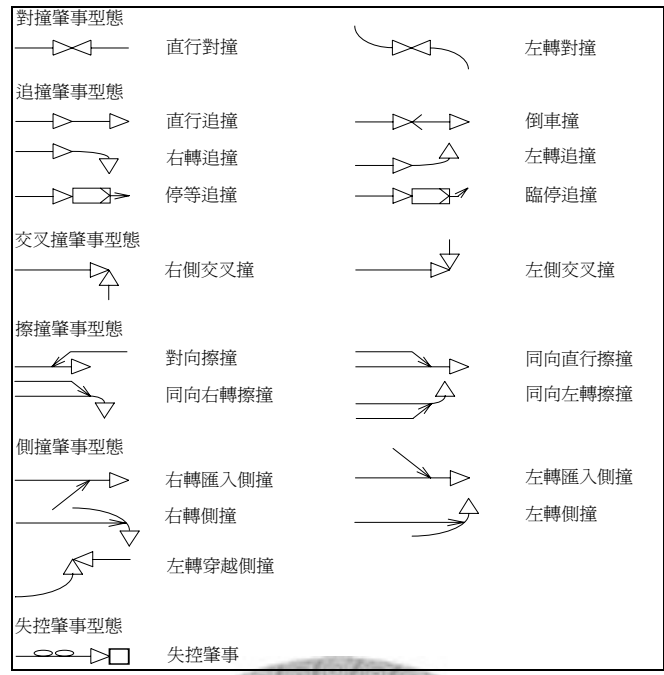 對撞肇事型態
直行對撞 左轉對撞
追撞肇事型態
直行追撞 倒車撞
右轉追撞 左轉追撞
停等追撞 臨停追撞
交叉撞肇事型態
右側交叉撞 左側交叉撞
擦撞肇事型態
對向擦撞 同向直行擦撞
同向右轉擦撞 同向左轉擦撞
側撞肇事型態
右轉匯入側撞 左轉匯入側撞
右轉側撞 左轉側撞
左轉穿越側撞
失控肇事型態
失控肇事